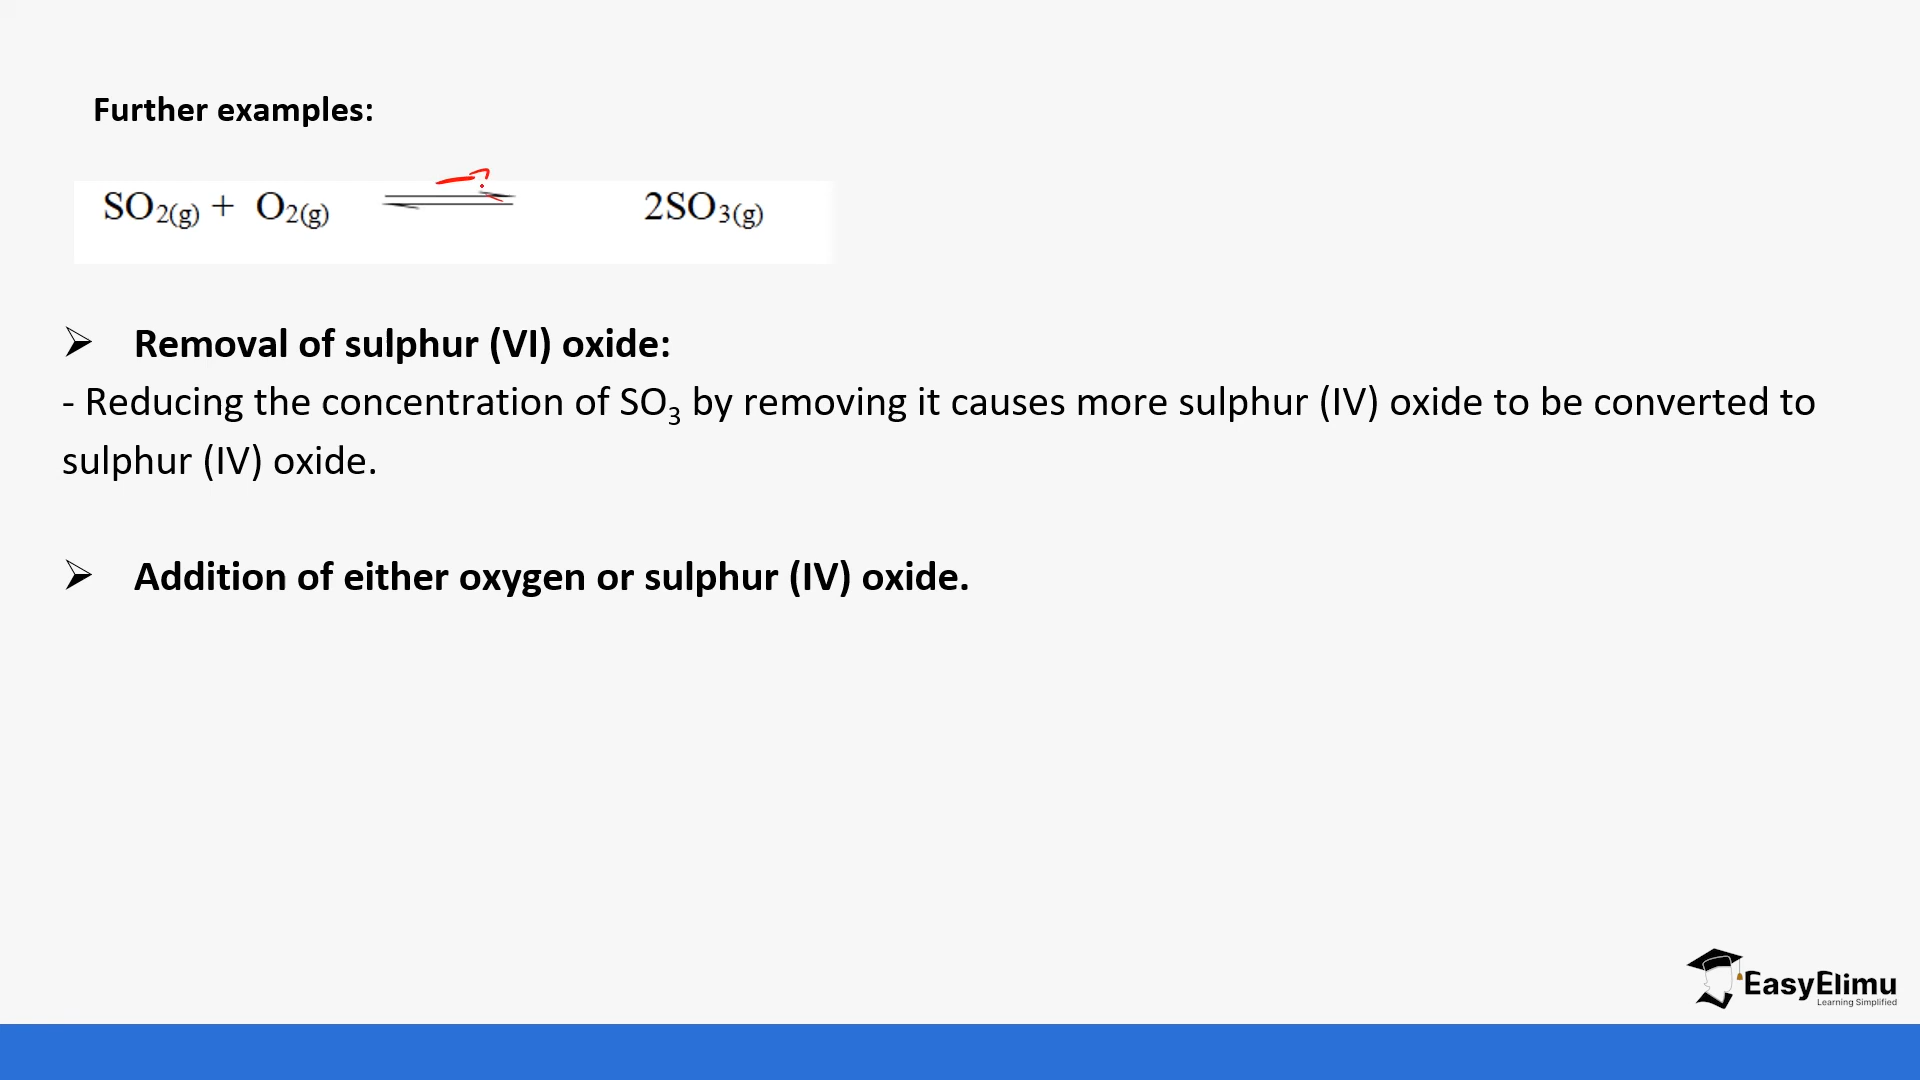 Further examples:
SO2(g) + O2(g) ⇌ 2SO3(g)
➢ Removal of sulphur (VI) oxide:
- Reducing the concentration of SO3 by removing it causes more sulphur (IV) oxide to be converted to
sulphur (IV) oxide.
➢ Addition of either oxygen or sulphur (IV) oxide.
EasyElimu
Learning Simplified